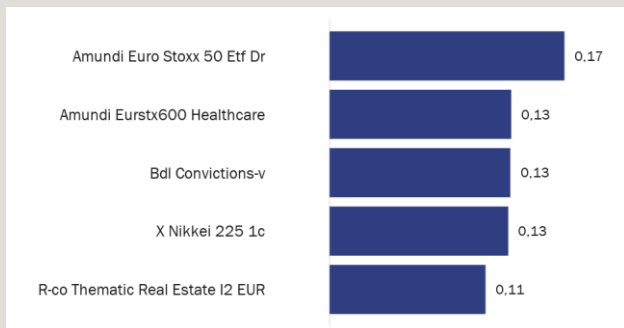 Amundi Euro Stoxx 50 Etf Dr 0,17
Amundi Eurstx600 Healthcare 0,13
Bdl Convictions-v 0,13
X Nikkei 225 1c 0,13
R-co Thematic Real Estate I2 EUR 0,11